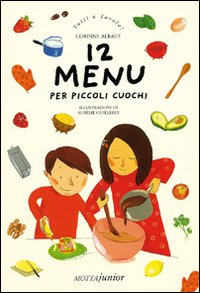 Tutti a Tavola!
CORINNE ALBAUT
12
MENU
PER PICCOLI CUOCHI
ILLUSTRAZIONI DI
AURÉLIE GUILLEREY
MOTTAjunior